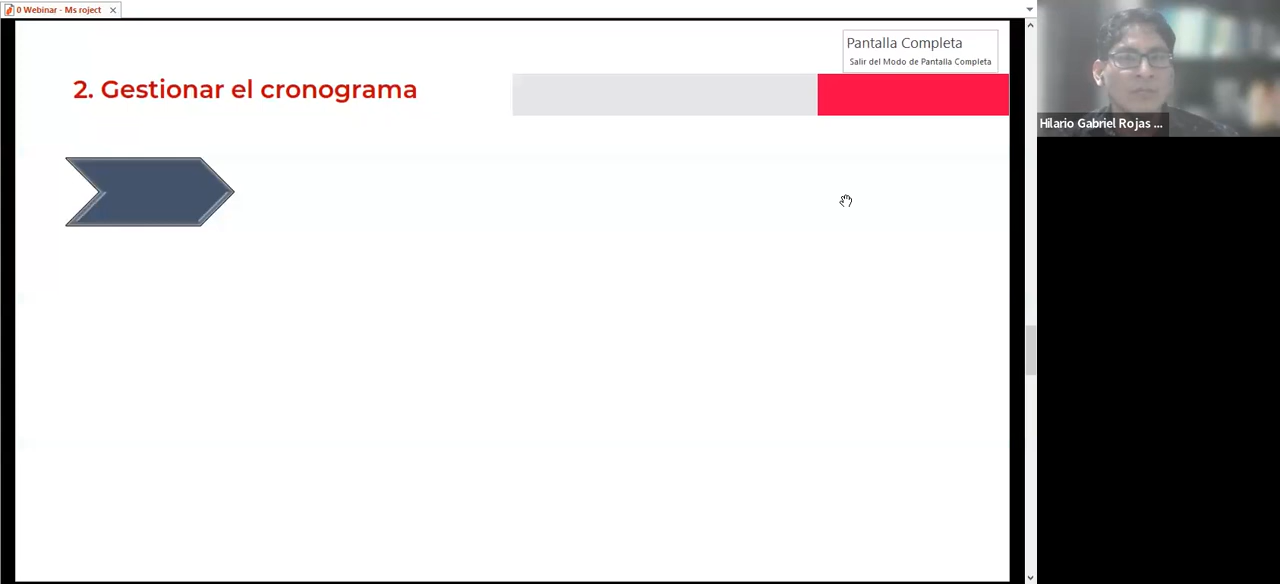 0 Webinar - Ms roject
Pantalla Completa
Salir del Modo de Pantalla Completa
2. Gestionar el cronograma
Hilario Gabriel Rojas ...